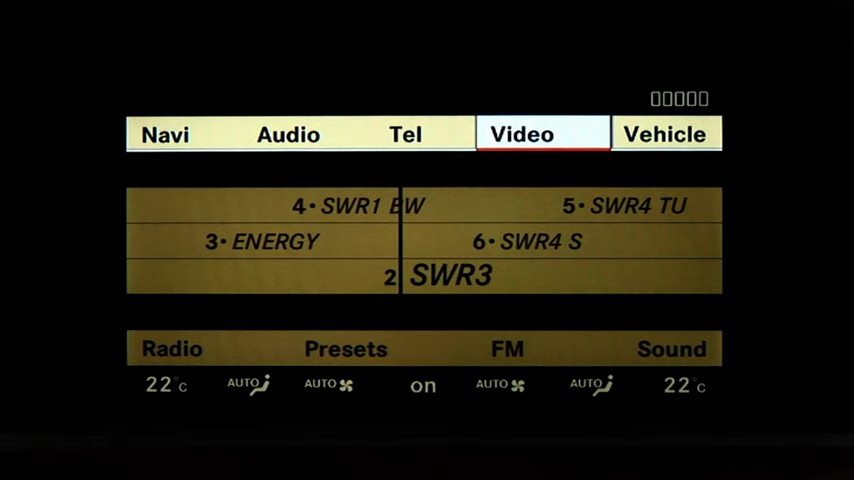 Navi Audio Tel Video Vehicle
4• SWR1 BW 5• SWR4 TU
3• ENERGY 6• SWR4 S
2 SWR3
Radio Presets FM Sound
22°C AUTO AUTO on AUTO AUTO 22°C